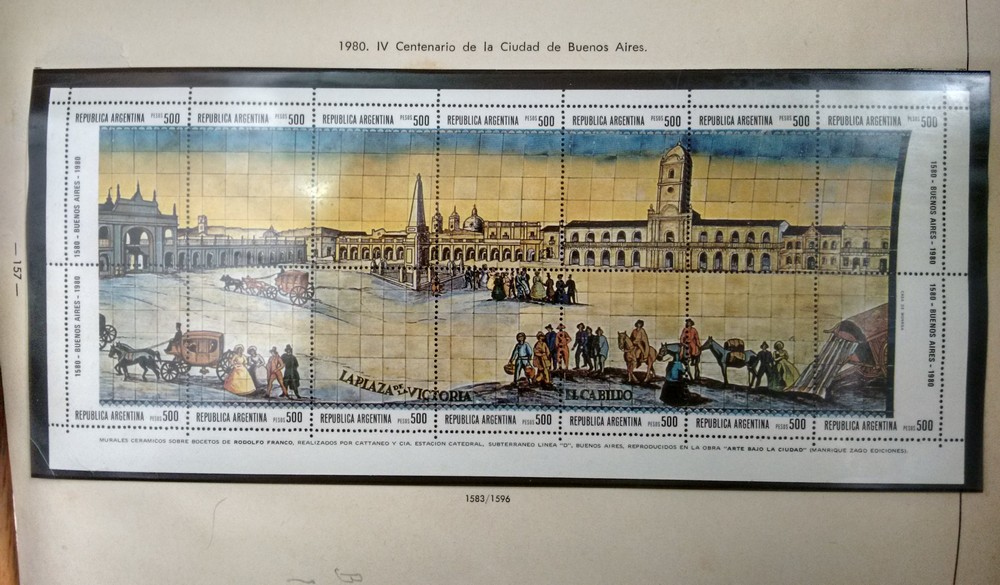 1980. IV Centenario de la Ciudad de Buenos Aires.
REPUBLICA ARGENTINA PESOS 500 REPUBLICA ARGENTINA PESOS 500 REPUBLICA ARGENTINA PESOS 500 REPUBLICA ARGENTINA PESOS 500 REPUBLICA ARGENTINA PESOS 500 REPUBLICA ARGENTINA PESOS 500 REPUBLICA ARGENTINA PESOS 500
1580 - BUENOS AIRES - 1980
1580 - BUENOS AIRES - 1980
1580 - BUENOS AIRES - 1980
1580 - BUENOS AIRES - 1980
— 157 —
LA PLAZA DE LA VICTORIA
EL CABILDO
REPUBLICA ARGENTINA PESOS 500 REPUBLICA ARGENTINA PESOS 500 REPUBLICA ARGENTINA PESOS 500 REPUBLICA ARGENTINA PESOS 500 REPUBLICA ARGENTINA PESOS 500 REPUBLICA ARGENTINA PESOS 500 REPUBLICA ARGENTINA PESOS 500
MURALES CERAMICOS SOBRE BOCETOS DE RODOLFO FRANCO, REALIZADOS POR CATTANEO Y CIA. ESTACION CATEDRAL, SUBTERRANEO LINEA "D", BUENOS AIRES, REPRODUCIDOS EN LA OBRA "ARTE BAJO LA CIUDAD" (MANRIQUE ZAGO EDICIONES).
1583/1596